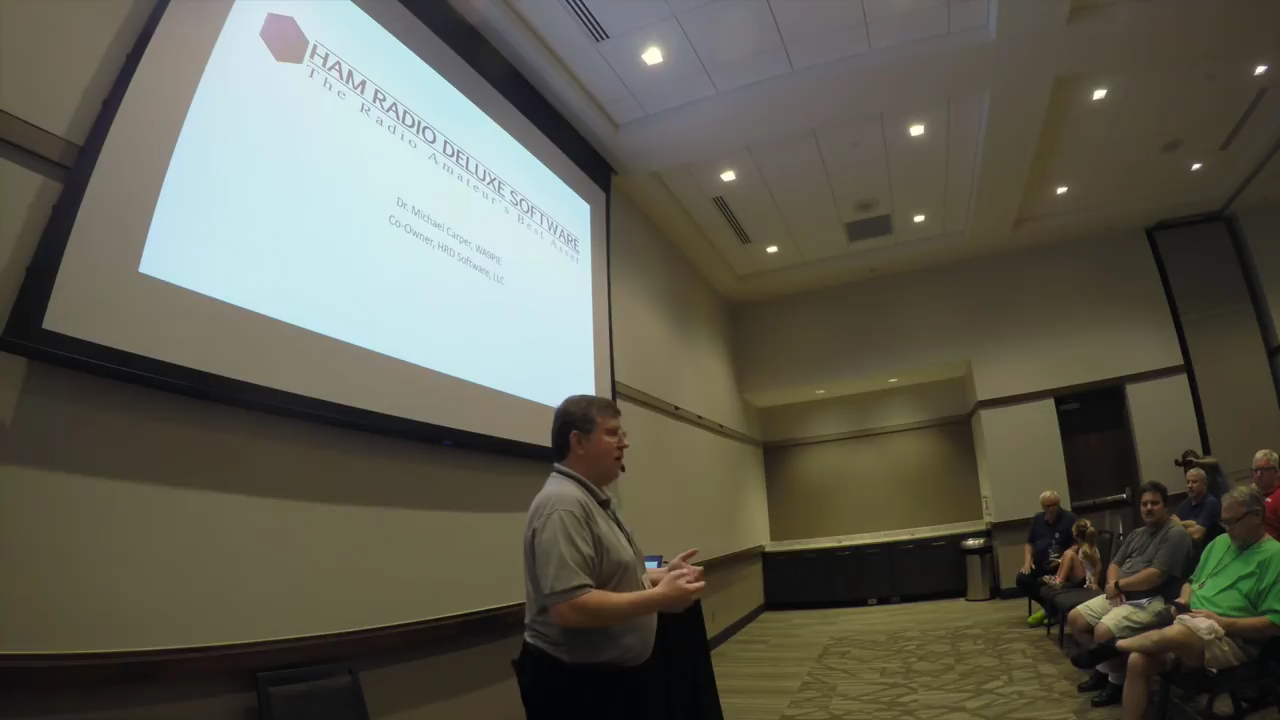 HAM RADIO DELUXE SOFTWARE
The Radio Amateur's Best Asset
Dr. Michael Carper, WA9PIE
Co-Owner, HRD Software, LLC